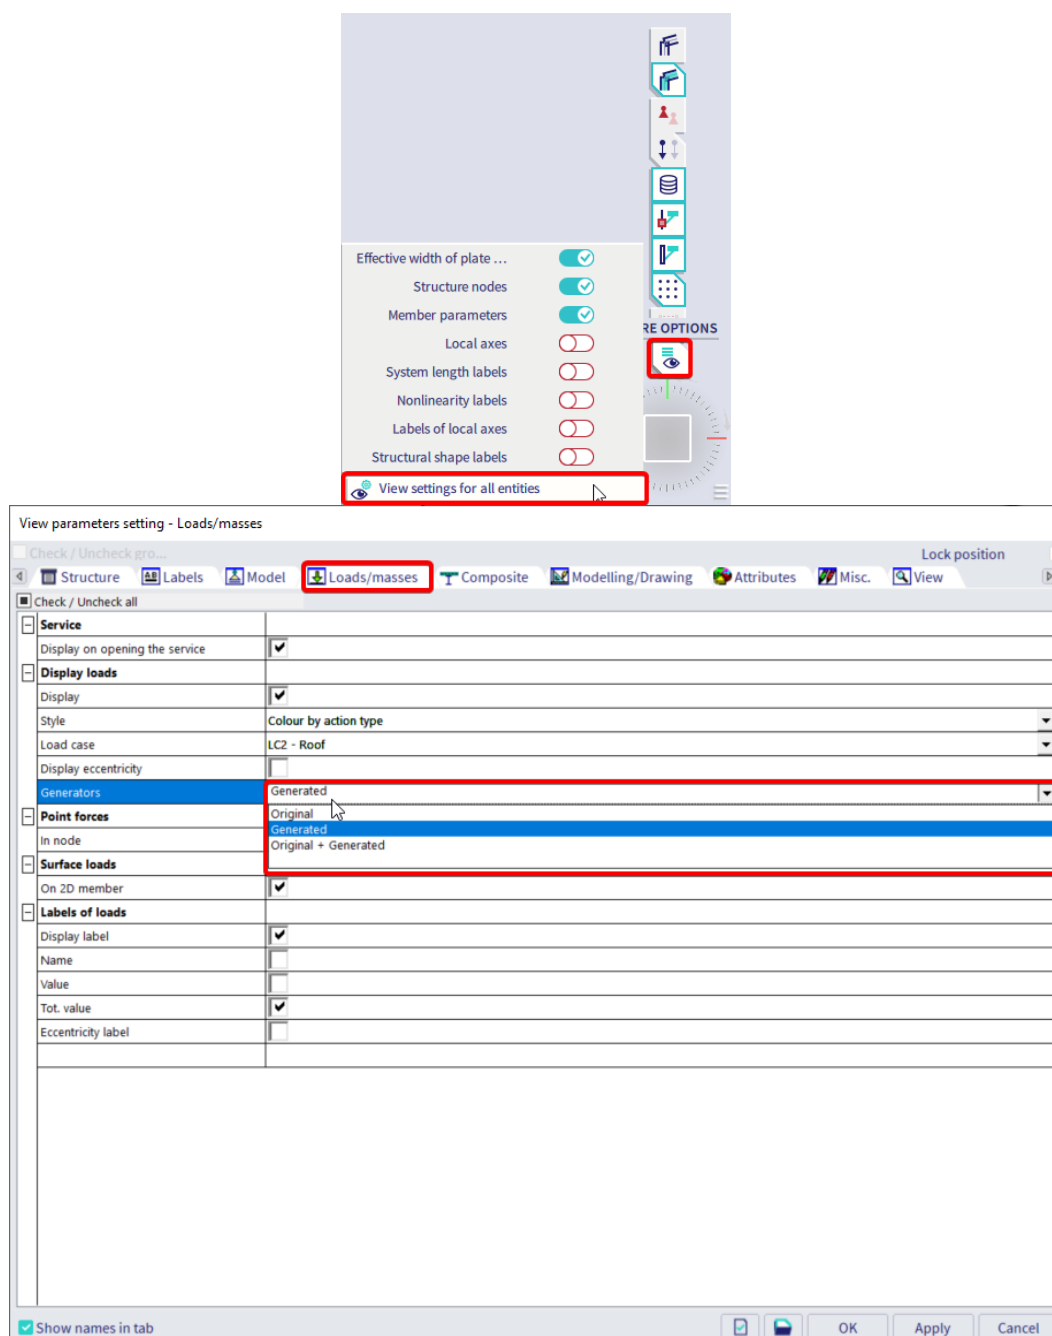 Effective width of plate ...
Structure nodes
Member parameters
Local axes
System length labels
Nonlinearity labels
Labels of local axes
Structural shape labels
View settings for all entities
RE OPTIONS
View parameters setting - Loads/masses
Check / Uncheck gro...
Lock position
Structure
Labels
Model
Loads/masses
Composite
Modelling/Drawing
Attributes
Misc.
View
Check / Uncheck all
Service
Display on opening the service
Display loads
Display
Style Colour by action type
Load case LC2 - Roof
Display eccentricity
Generators Generated
Original
Generated
Original + Generated
Point forces
In node
Surface loads
On 2D member
Labels of loads
Display label
Name
Value
Tot. value
Eccentricity label
Show names in tab
OK
Apply
Cancel